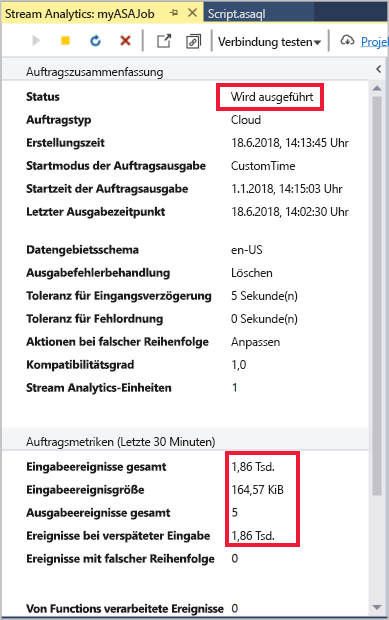 Stream Analytics: myASAJob Script.asaql
Verbindung testen
Auftragszusammenfassung
Status Wird ausgeführt
Auftragstyp Cloud
Erstellungszeit 18.6.2018, 14:13:45 Uhr
Startmodus der Auftragsausgabe CustomTime
Startzeit der Auftragsausgabe 1.1.2018, 14:15:03 Uhr
Letzter Ausgabezeitpunkt 18.6.2018, 14:02:30 Uhr
Datengebietsschema en-US
Ausgabefehlerbehandlung Löschen
Toleranz für Eingangsverzögerung 5 Sekunde(n)
Toleranz für Fehlordnung 0 Sekunde(n)
Aktionen bei falscher Reihenfolge Anpassen
Kompatibilitätsgrad 1,0
Stream Analytics-Einheiten 1
Auftragsmetriken (Letzte 30 Minuten)
Eingabeereignisse gesamt 1,86 Tsd.
Eingabeereignisgröße 164,57 KiB
Ausgabeereignisse gesamt 5
Ereignisse bei verspäteter Eingabe 1,86 Tsd.
Ereignisse mit falscher Reihenfolge 0
Von Functions verarbeitete Ereignisse 0